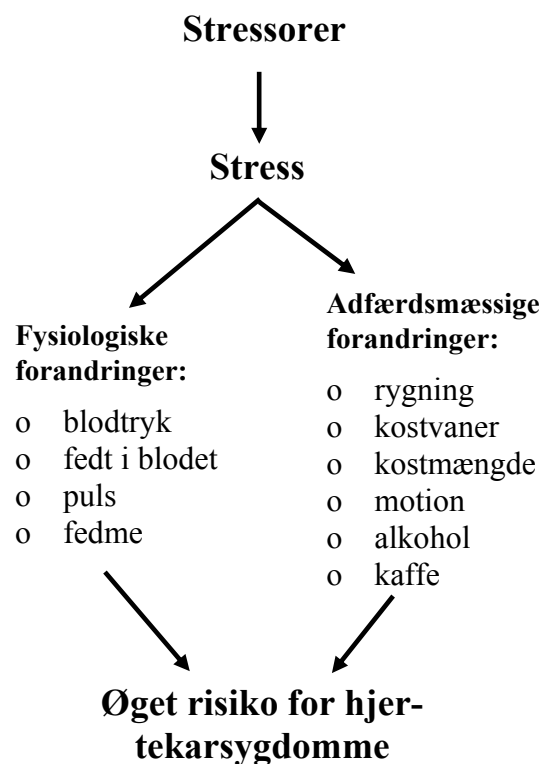 Stressorer
Stress
Fysiologiske
forandringer:
o blodtryk
o fedt i blodet
o puls
o fedme
Adfærdsmæssige
forandringer:
o rygning
o kostvaner
o kostmængde
o motion
o alkohol
o kaffe
Øget risiko for hjer-
tekarsygdomme